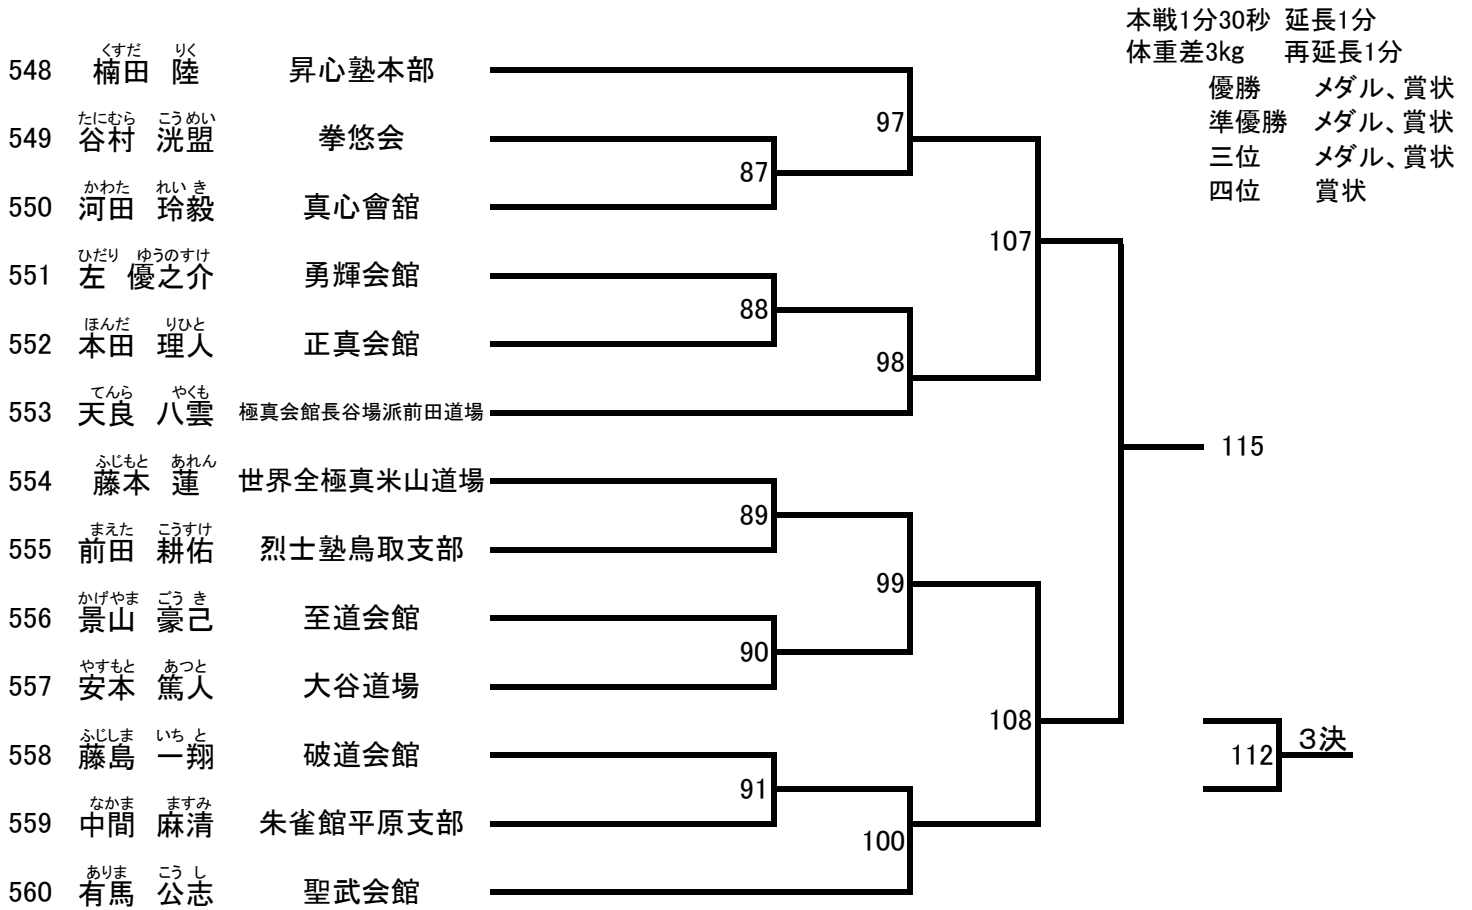 本戦1分30秒 延長1分
体重差3kg 再延長1分
優勝 メダル、賞状
準優勝 メダル、賞状
三位 メダル、賞状
四位 賞状
くすだ りく
548 楠田 陸 昇心塾本部
たにむら こうめい
549 谷村 洸盟 拳悠会
かわた れい き
550 河田 玲毅 真心會舘
ひだり ゆうのすけ
551 左 優之介 勇輝会館
ほんだ りひと
552 本田 理人 正真会館
てんら やくも
553 天良 八雲 極真会館長谷場派前田道場
ふじもと あれん
554 藤本 蓮 世界全極真米山道場
まえた こうすけ
555 前田 耕佑 烈士塾鳥取支部
かげやま ごう き
556 景山 豪己 至道会館
やすもと あつと
557 安本 篤人 大谷道場
ふじしま いち と
558 藤島 一翔 破道会館
なかま ますみ
559 中間 麻清 朱雀館平原支部
ありま こう し
560 有馬 公志 聖武会館
97
87
107
88
98
115
89
99
90
108
91
100
112 3決